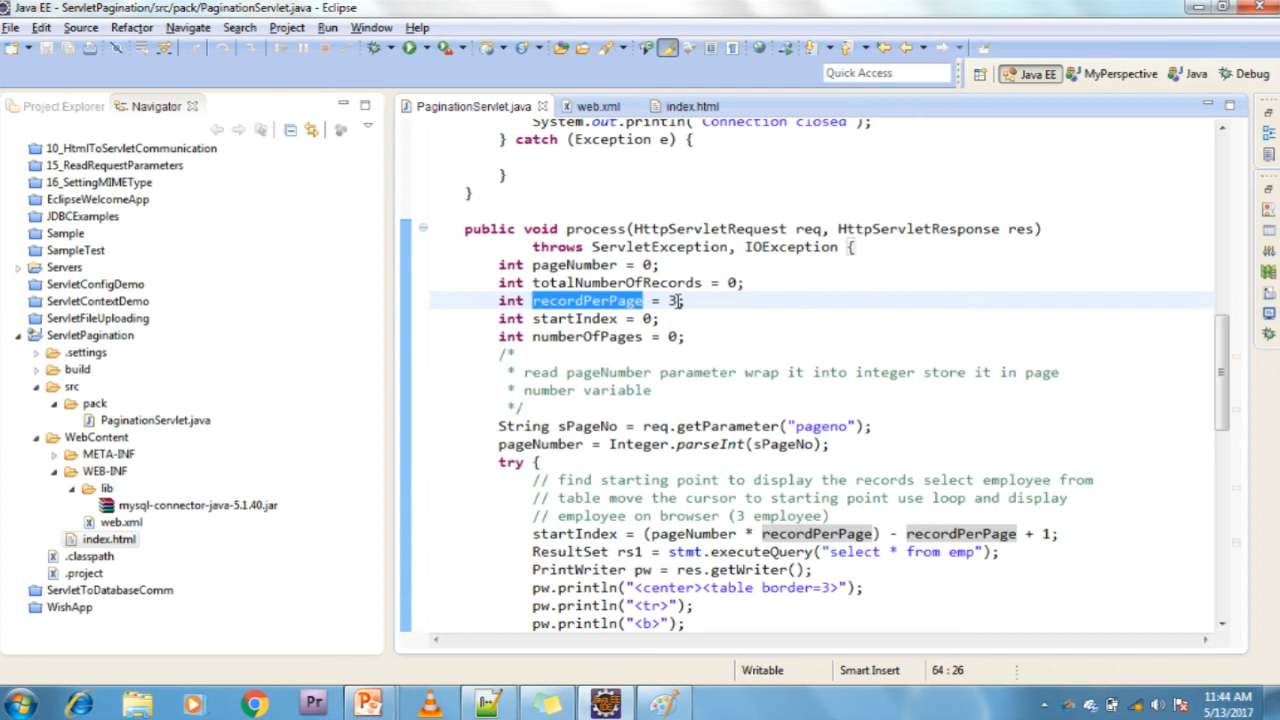 Java EE - ServletPagination/src/pack/PaginationServlet.java - Eclipse
File Edit Source Refactor Navigate Search Project Run Window Help
Quick Access
Java EE
MyPerspective
Java
Debug
Project Explorer
Navigator
PaginationServlet.java
web.xml
index.html
10_HtmlToServletCommunication
15_ReadRequestParameters
16_SettingMIMEType
EclipseWelcomeApp
JDBCExamples
Sample
SampleTest
Servers
ServletConfigDemo
ServletContextDemo
ServletFileUploading
ServletPagination
.settings
build
src
pack
PaginationServlet.java
WebContent
META-INF
WEB-INF
lib
mysql-connector-java-5.1.40.jar
web.xml
index.html
.classpath
.project
ServletToDatabaseComm
WishApp
System.out.println("Connection closed");
} catch (Exception e) {
}
}
public void process(HttpServletRequest req, HttpServletResponse res)
throws ServletException, IOException {
int pageNumber = 0;
int totalNumberOfRecords = 0;
int recordPerPage = 3;
int startIndex = 0;
int numberOfPages = 0;
/*
* read pageNumber parameter wrap it into integer store it in page
* number variable
*/
String sPageNo = req.getParameter("pageno");
pageNumber = Integer.parseInt(sPageNo);
try {
// find starting point to display the records select employee from
// table move the cursor to starting point use loop and display
// employee on browser (3 employee)
startIndex = (pageNumber * recordPerPage) - recordPerPage + 1;
ResultSet rs1 = stmt.executeQuery("select * from emp");
PrintWriter pw = res.getWriter();
pw.println("<center><table border=3>");
pw.println("<tr>");
pw.println("<b>");
Writable
Smart Insert
64 : 26
Pr
11:44 AM
5/13/2017